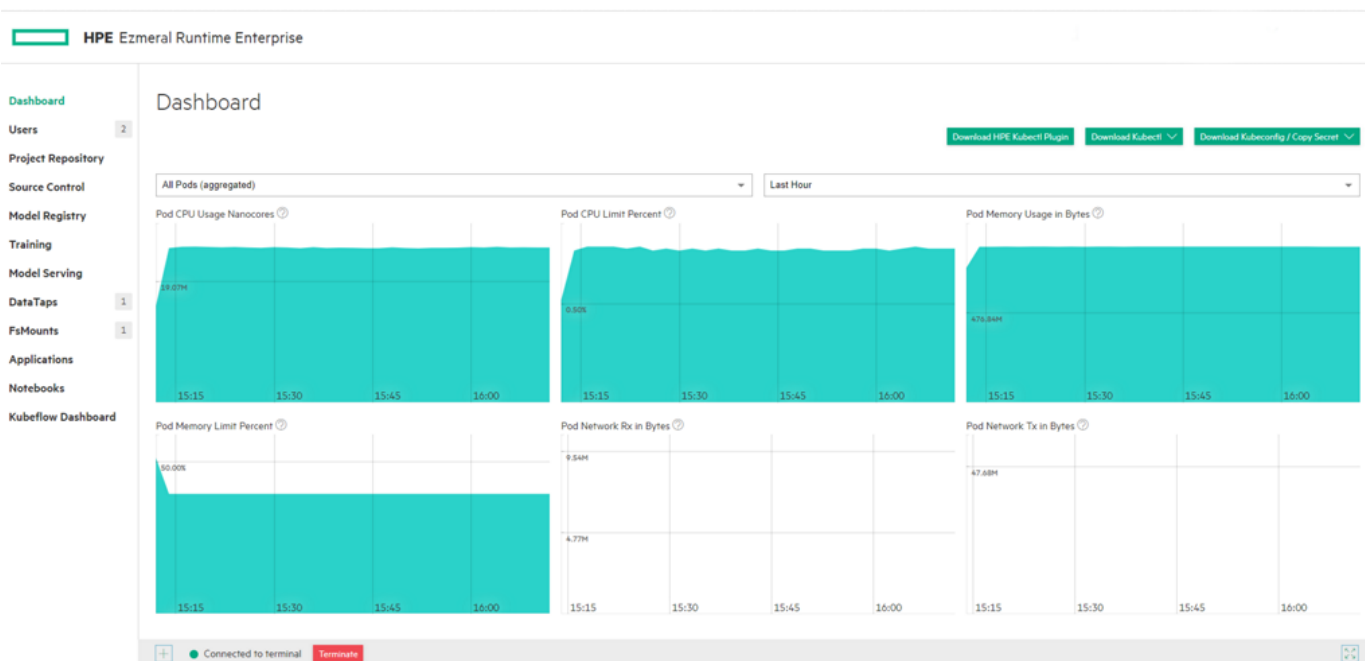 HPE Ezmeral Runtime Enterprise
Dashboard
Users 2
Project Repository
Source Control
Model Registry
Training
Model Serving
DataTaps 1
FsMounts 1
Applications
Notebooks
Kubeflow Dashboard
Dashboard
Download HPE Kubectl Plugin Download Kubectl Download Kubeconfig / Copy Secret
All Pods (aggregated) Last Hour
Pod CPU Usage Nanocores ?
19.07M
15:15 15:30 15:45 16:00
Pod CPU Limit Percent ?
0.50%
15:15 15:30 15:45 16:00
Pod Memory Usage in Bytes ?
476.84M
15:15 15:30 15:45 16:00
Pod Memory Limit Percent ?
50.00%
15:15 15:30 15:45 16:00
Pod Network Rx in Bytes ?
9.54M
4.77M
15:15 15:30 15:45 16:00
Pod Network Tx in Bytes ?
47.68M
15:15 15:30 15:45 16:00
Connected to terminal Terminate